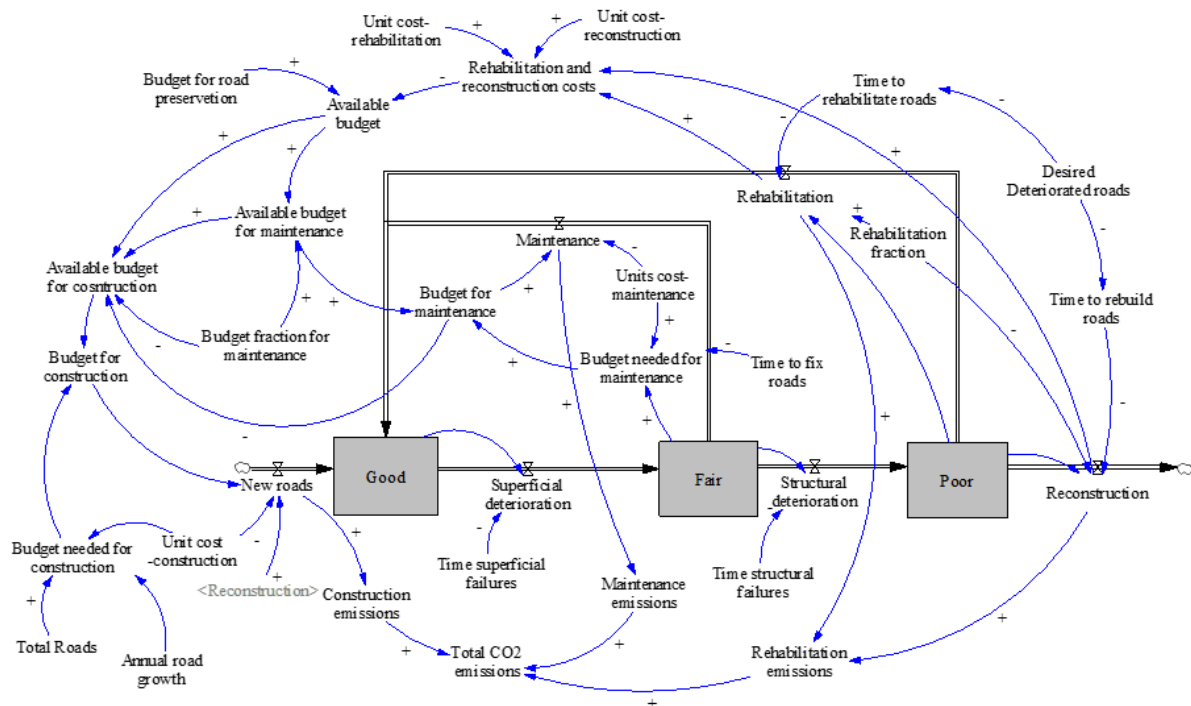 Unit cost-
rehabilitation
+
+
Unit cost-
reconstruction
Budget for road
preservetion
+
-
Rehabilitation and
reconstruction costs
Time to
rehabilitate roads
-
Available
budget
+
+
+
-
+
Desired
Deteriorated roads
Rehabilitation
+
Available budget
for maintenance
Maintenance
+
Rehabilitation
fraction
-
-
Available budget
for cosntruction
Units cost-
maintenance
Budget for
maintenance
+
+
+
Time to rebuild
roads
Budget fraction for
maintenance
-
+
-
Budget for
construction
+
Budget needed for
maintenance
-
Time to fix
roads
+
+
-
+
-
Good
Fair
Poor
New roads
Superficial
deterioration
Structural
deterioration
Reconstruction
Budget needed for
construction
Unit cost
-construction
-
+
-
-
Time superficial
failures
Time structural
failures
+
<Reconstruction>
Construction
emissions
Maintenance
emissions
+
Total Roads
Annual road
growth
+
Total CO2
emissions
+
Rehabilitation
emissions
+
+